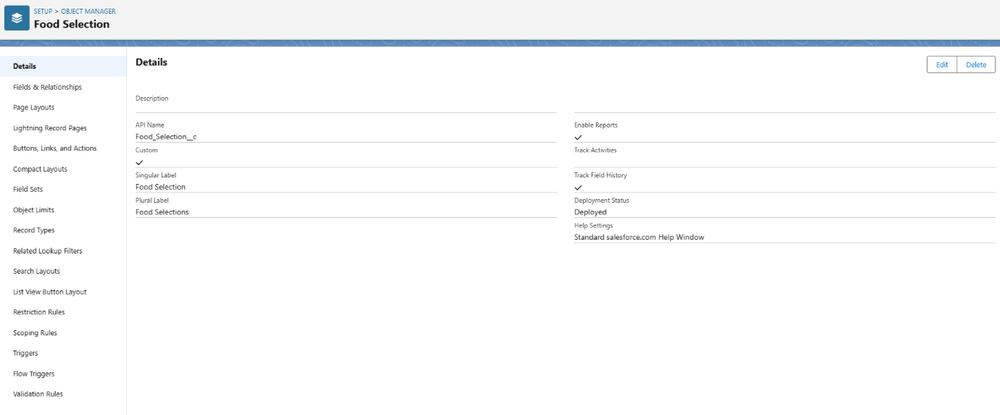 SETUP > OBJECT MANAGER
Food Selection
Details
Fields & Relationships
Page Layouts
Lightning Record Pages
Buttons, Links, and Actions
Compact Layouts
Field Sets
Object Limits
Record Types
Related Lookup Filters
Search Layouts
List View Button Layout
Restriction Rules
Scoping Rules
Triggers
Flow Triggers
Validation Rules
Details
Edit
Delete
Description
API Name
Food_Selection__c
Custom
Singular Label
Food Selection
Plural Label
Food Selections
Enable Reports
Track Activities
Track Field History
Deployment Status
Deployed
Help Settings
Standard salesforce.com Help Window